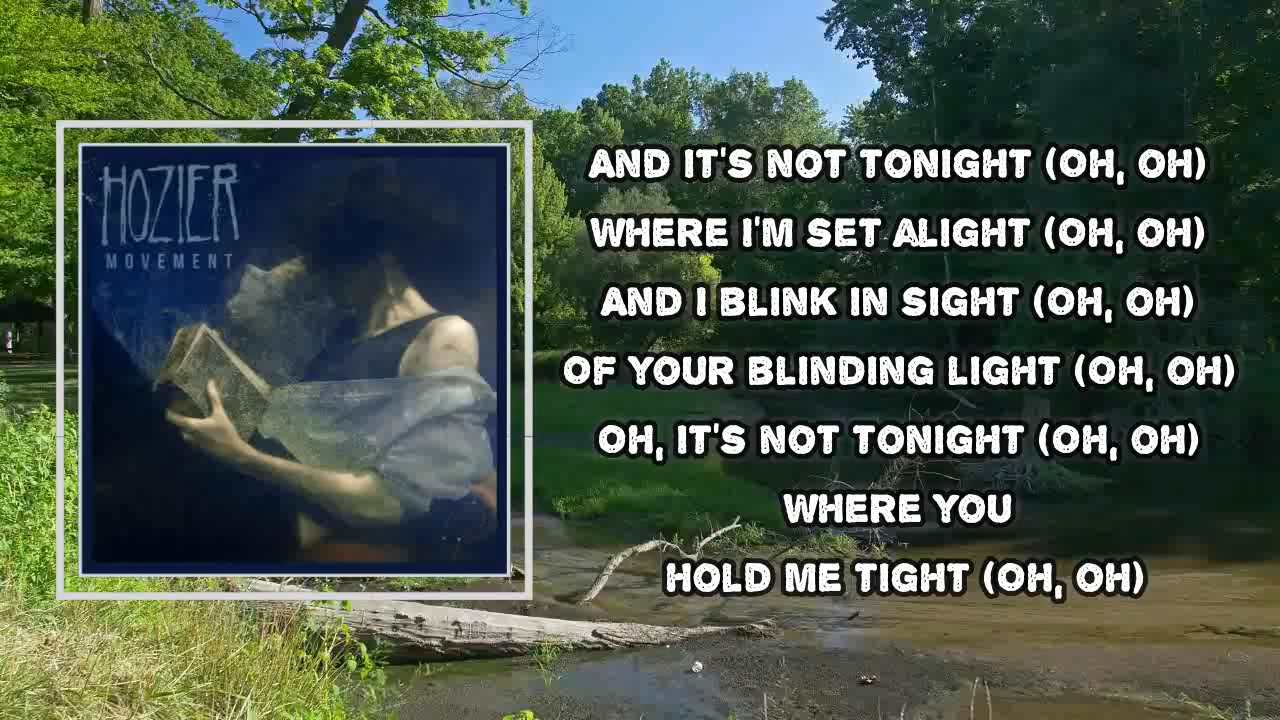 HOZIER
MOVEMENT
AND IT'S NOT TONIGHT (OH, OH)
WHERE I'M SET ALIGHT (OH, OH)
AND I BLINK IN SIGHT (OH, OH)
OF YOUR BLINDING LIGHT (OH, OH)
OH, IT'S NOT TONIGHT (OH, OH)
WHERE YOU
HOLD ME TIGHT (OH, OH)